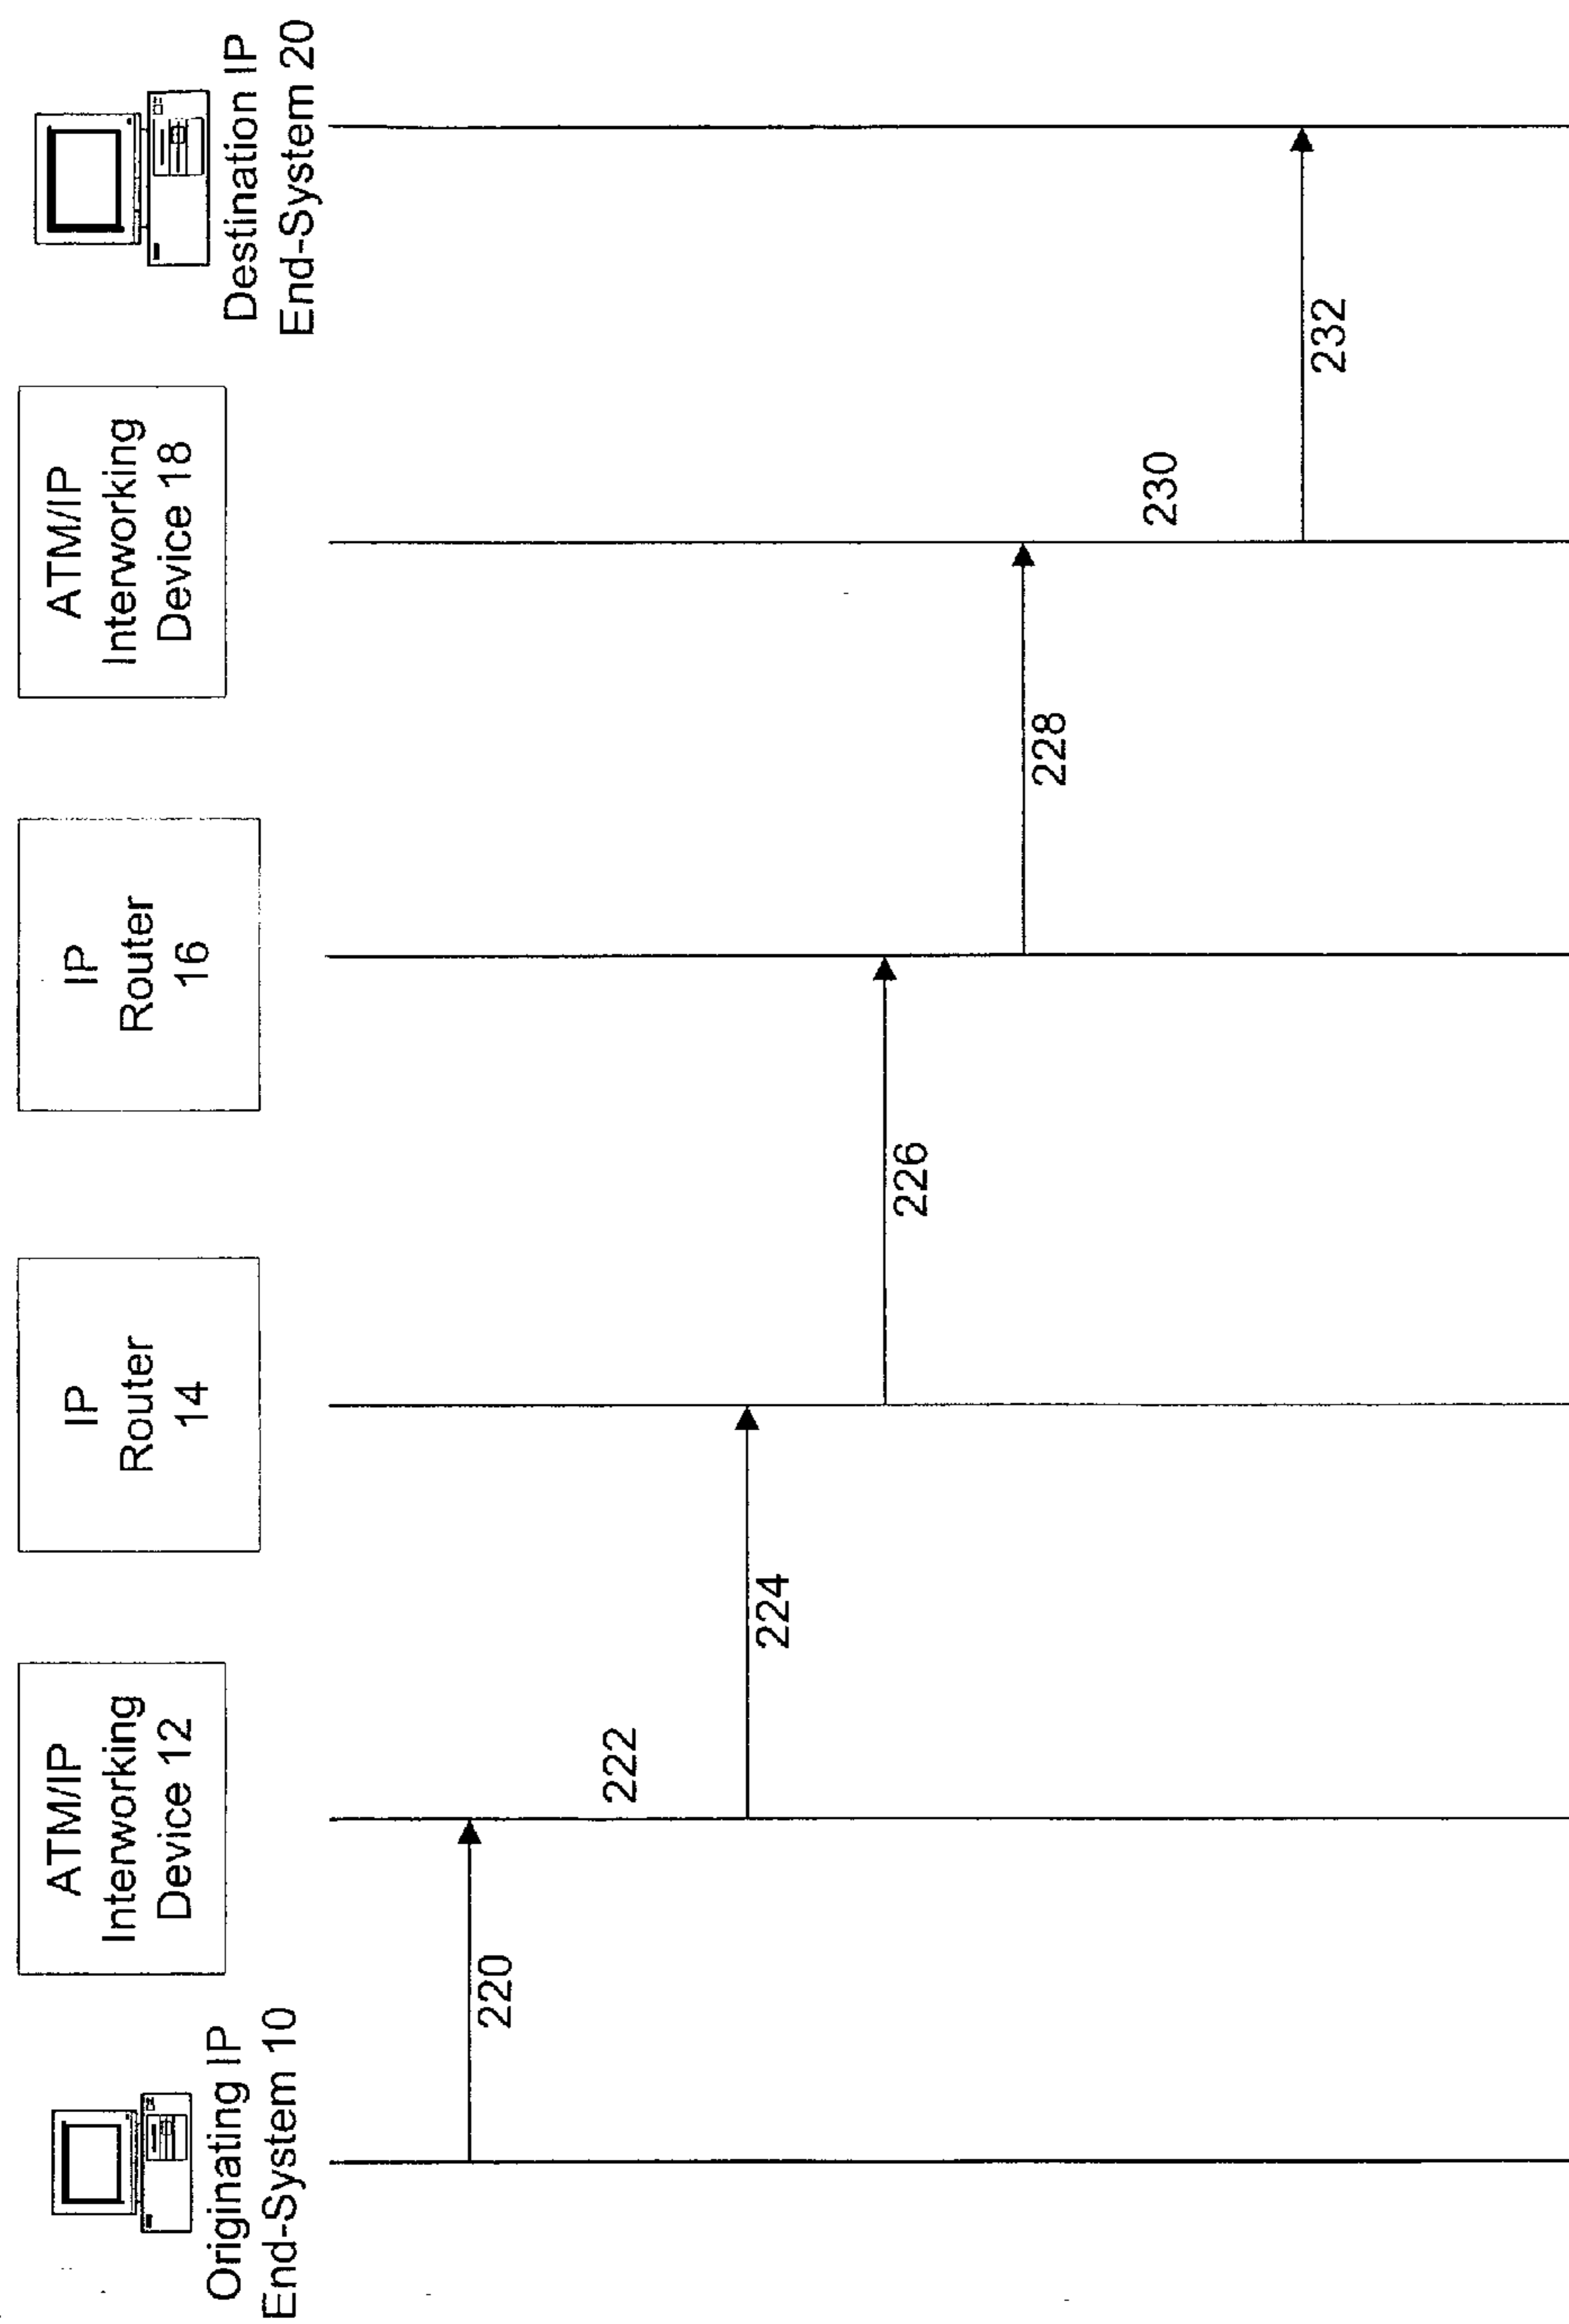 Originating IP
End-System 10
ATM/IP
Interworking
Device 12
IP
Router
14
IP
Router
16
ATM/IP
Interworking
Device 18
Destination IP
End-System 20
220
222
224
226
228
230
232